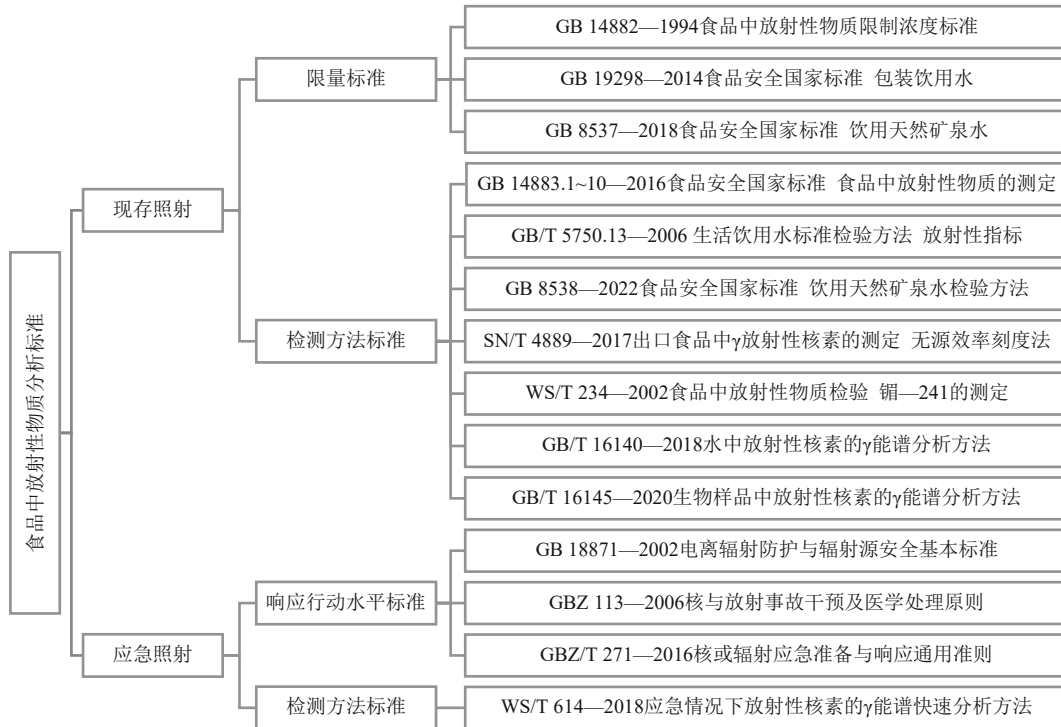 食品中放射性物质分析标准
现存照射
限量标准
GB 14882—1994食品中放射性物质限制浓度标准
GB 19298—2014食品安全国家标准 包装饮用水
GB 8537—2018食品安全国家标准 饮用天然矿泉水
检测方法标准
GB 14883.1~10—2016食品安全国家标准 食品中放射性物质的测定
GB/T 5750.13—2006 生活饮用水标准检验方法 放射性指标
GB 8538—2022食品安全国家标准 饮用天然矿泉水检验方法
SN/T 4889—2017出口食品中γ放射性核素的测定 无源效率刻度法
WS/T 234—2002食品中放射性物质检验 镅—241的测定
GB/T 16140—2018水中放射性核素的γ能谱分析方法
GB/T 16145—2020生物样品中放射性核素的γ能谱分析方法
应急照射
响应行动水平标准
GB 18871—2002电离辐射防护与辐射源安全基本标准
GBZ 113—2006核与放射事故干预及医学处理原则
GBZ/T 271—2016核或辐射应急准备与响应通用准则
检测方法标准
WS/T 614—2018应急情况下放射性核素的γ能谱快速分析方法